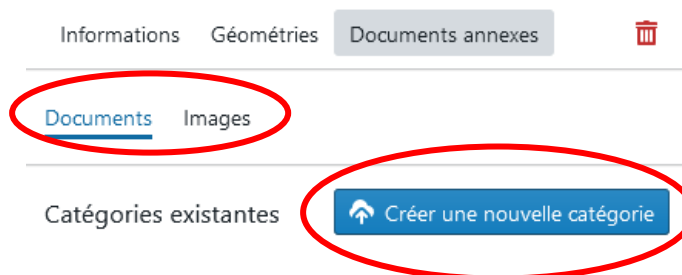 Informations Géométries Documents annexes
Documents Images
Catégories existantes Créer une nouvelle catégorie